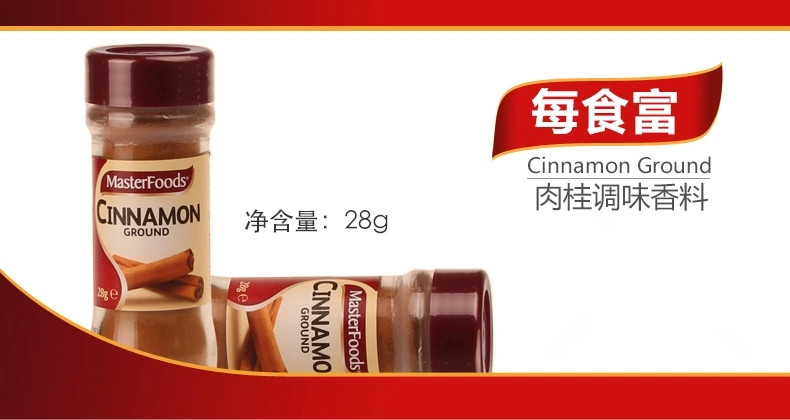 MasterFoods®
CINNAMON
GROUND
28g ℮
净含量：28g
MasterFoods®
CINNAMO
GROUND
28g ℮
每食富
Cinnamon Ground
肉桂调味香料